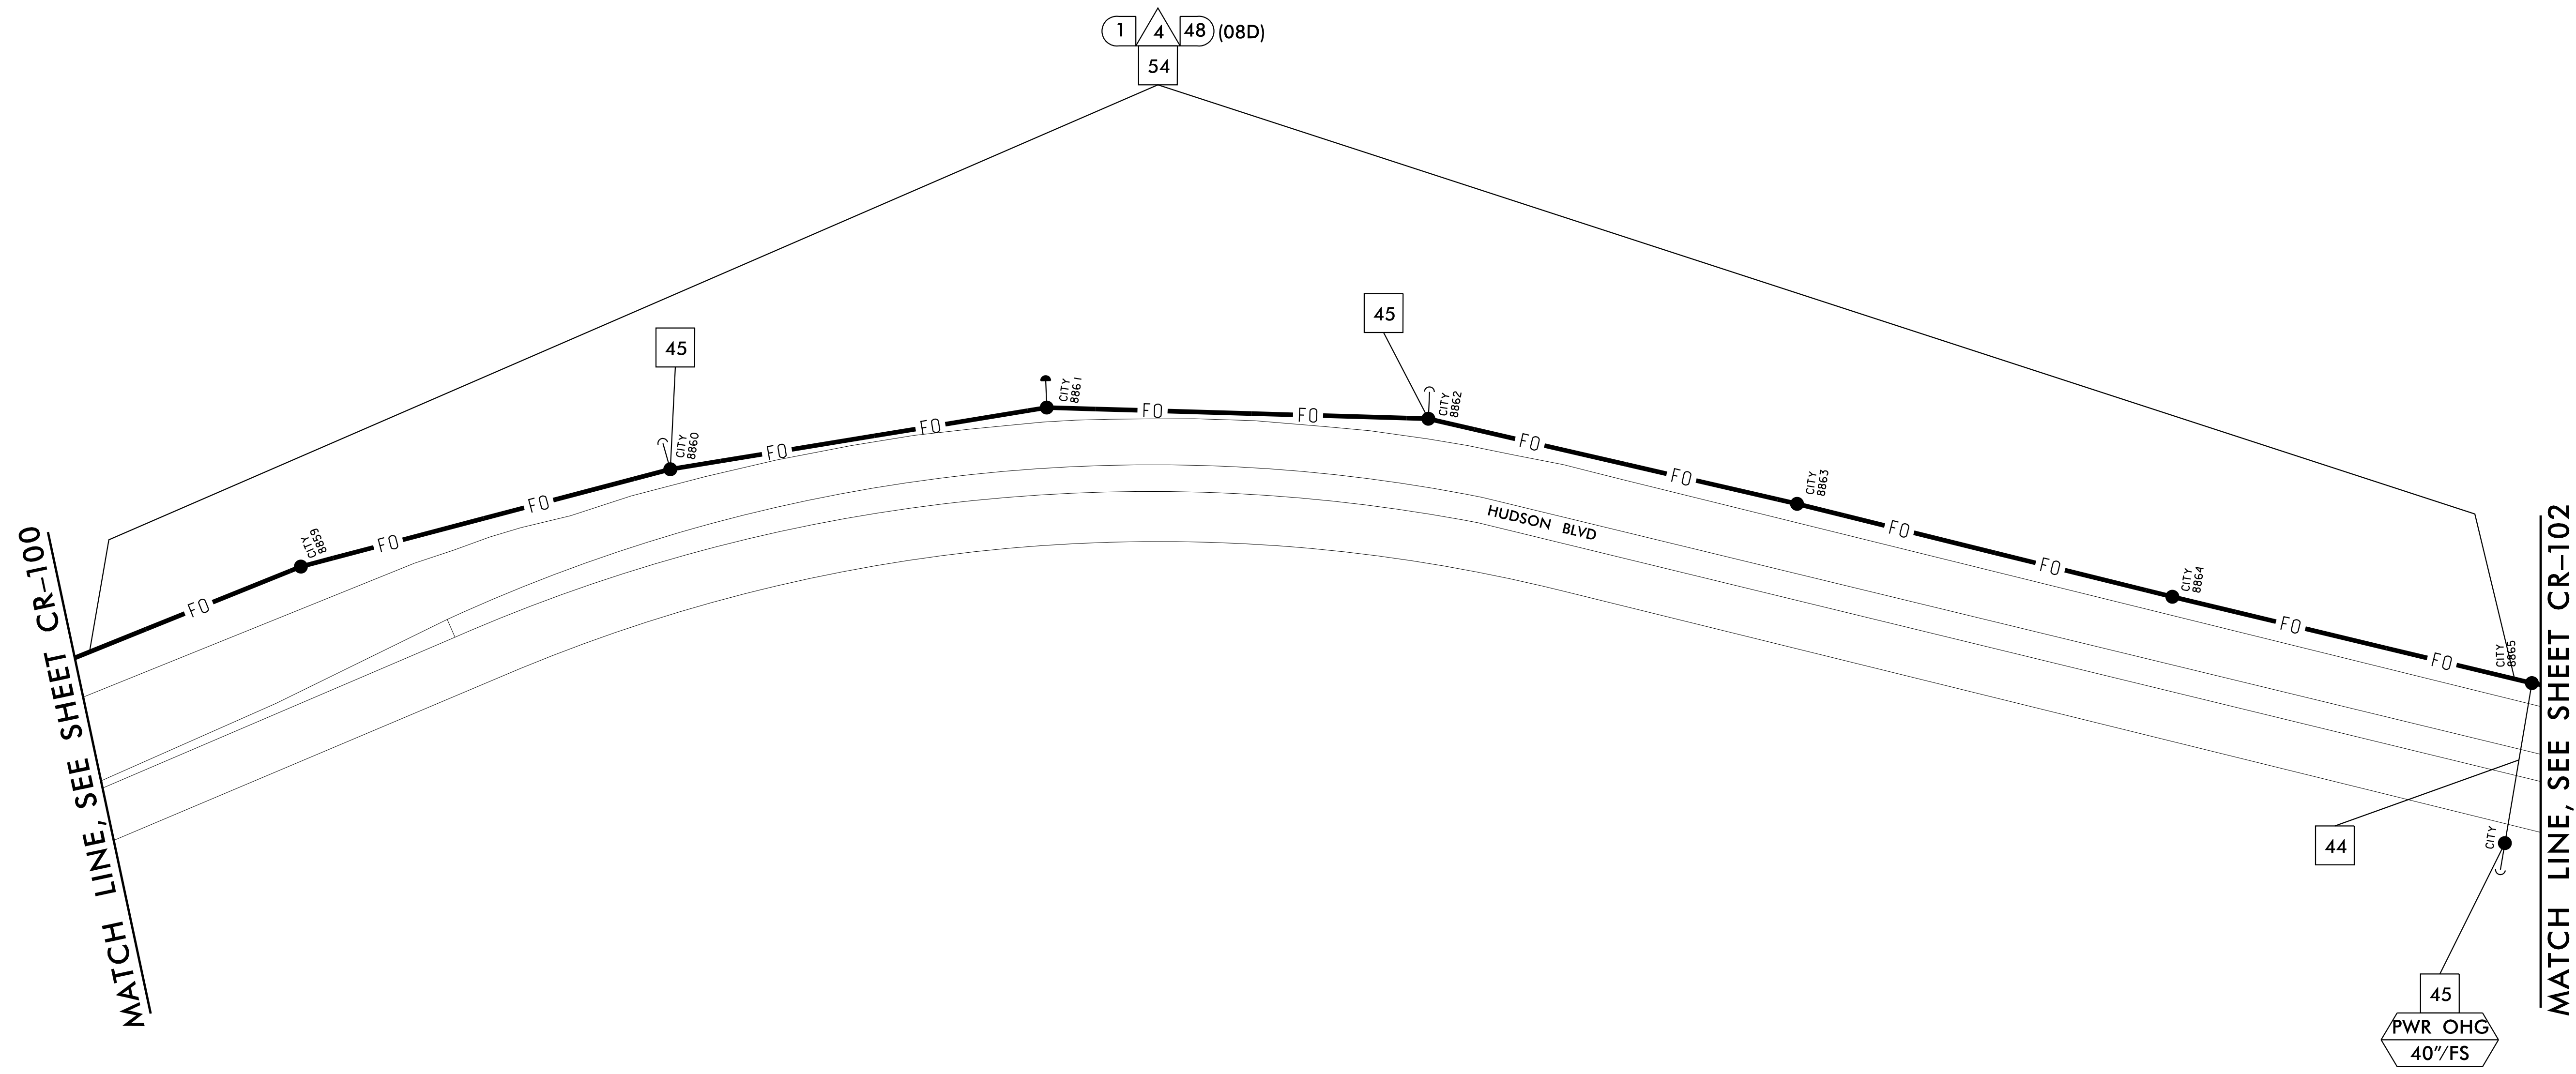 1 4 48 (08D)
54
45
45
CITY
8861
CITY
8862
CITY
8860
FO FO
FO FO
FO FO
CITY
8863
HUDSON BLVD
FO FO
CITY
8859
FO FO
CITY
8864
FO
FO FO
CITY
8865
MATCH LINE, SEE SHEET CR-100
MATCH LINE, SEE SHEET CR-102
44
CITY
45
PWR OHG
40"/FS